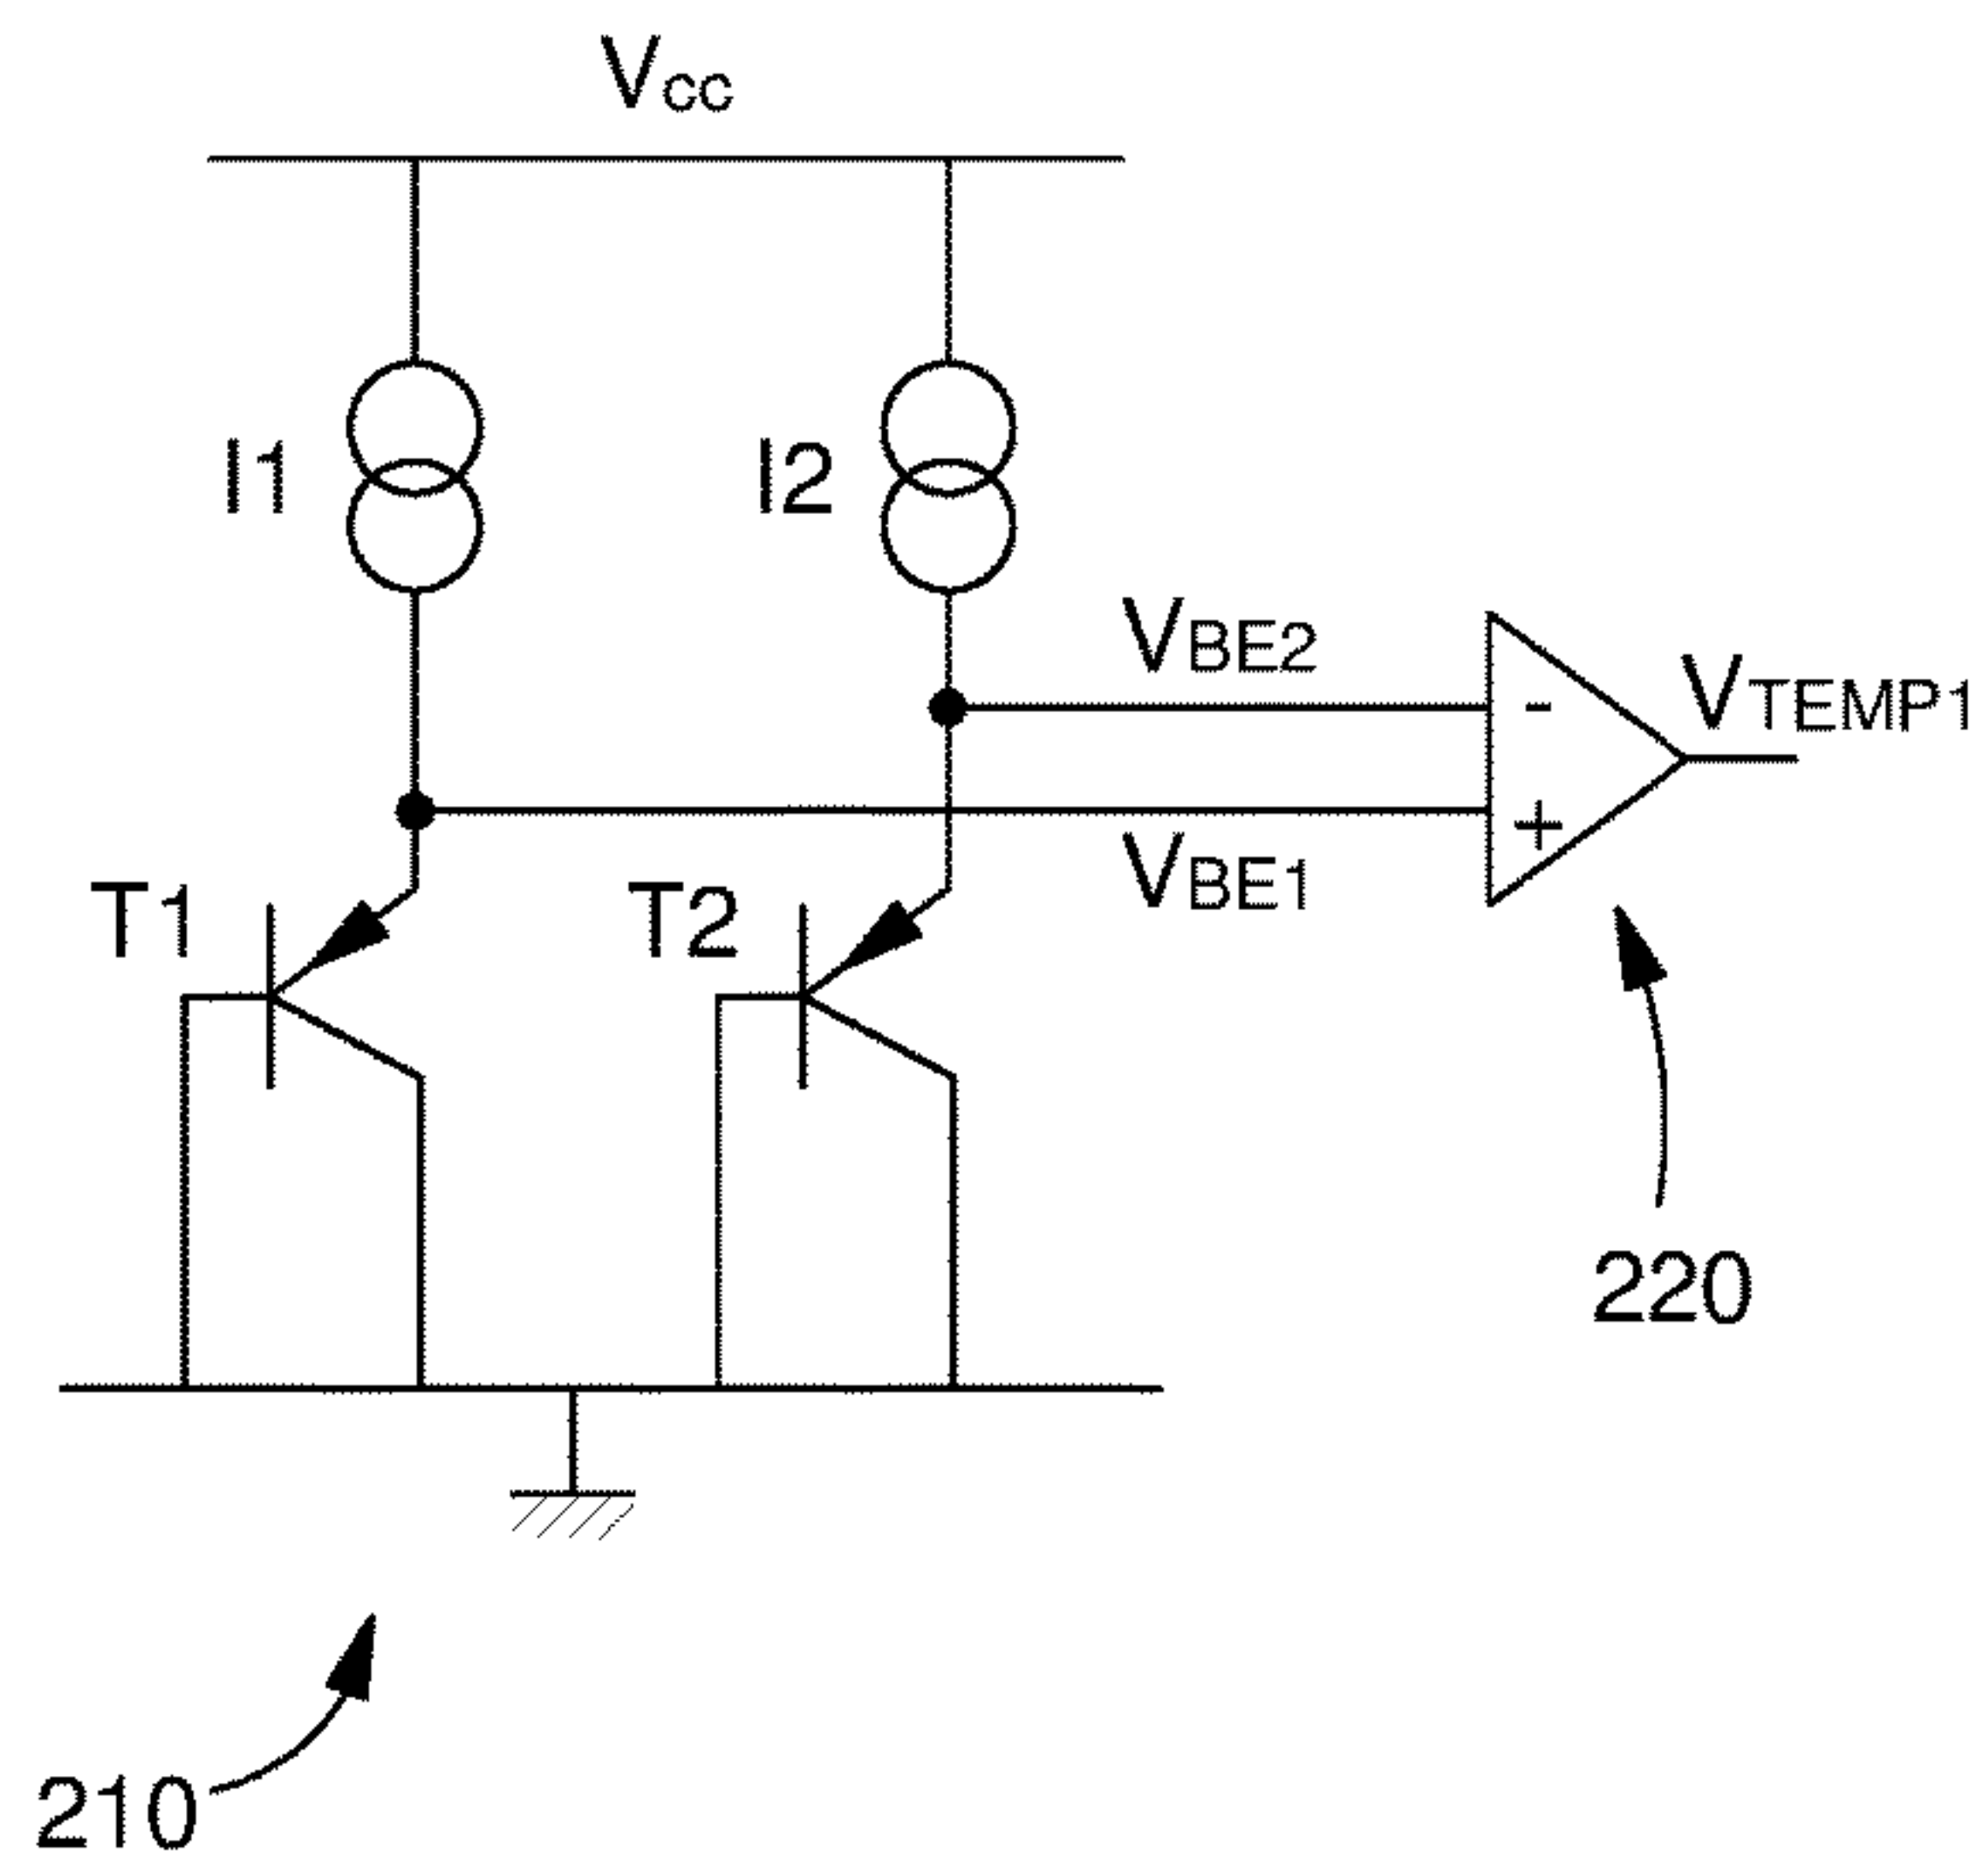 Vcc
I1
I2
VBE2
VTEMP1
-
+
VBE1
T1
T2
220
210